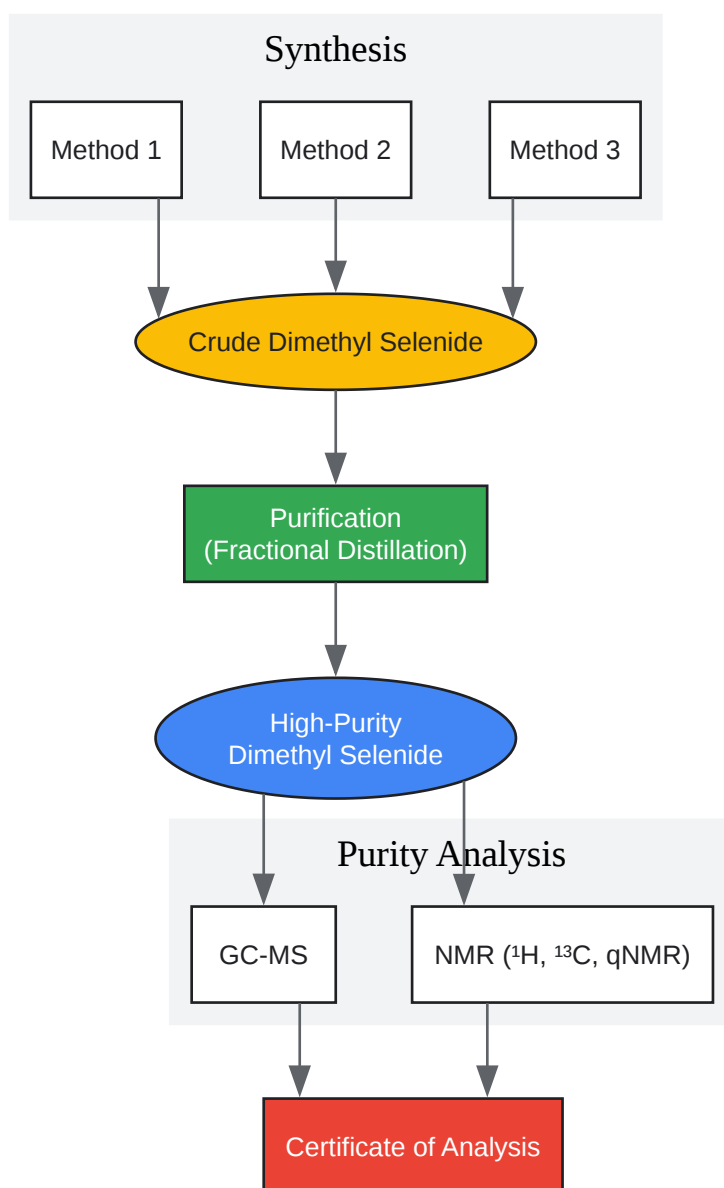 Synthesis
Method 1
Method 2
Method 3
Crude Dimethyl Selenide
Purification
(Fractional Distillation)
High-Purity
Dimethyl Selenide
Purity Analysis
GC-MS
NMR (¹H, ¹³C, qNMR)
Certificate of Analysis